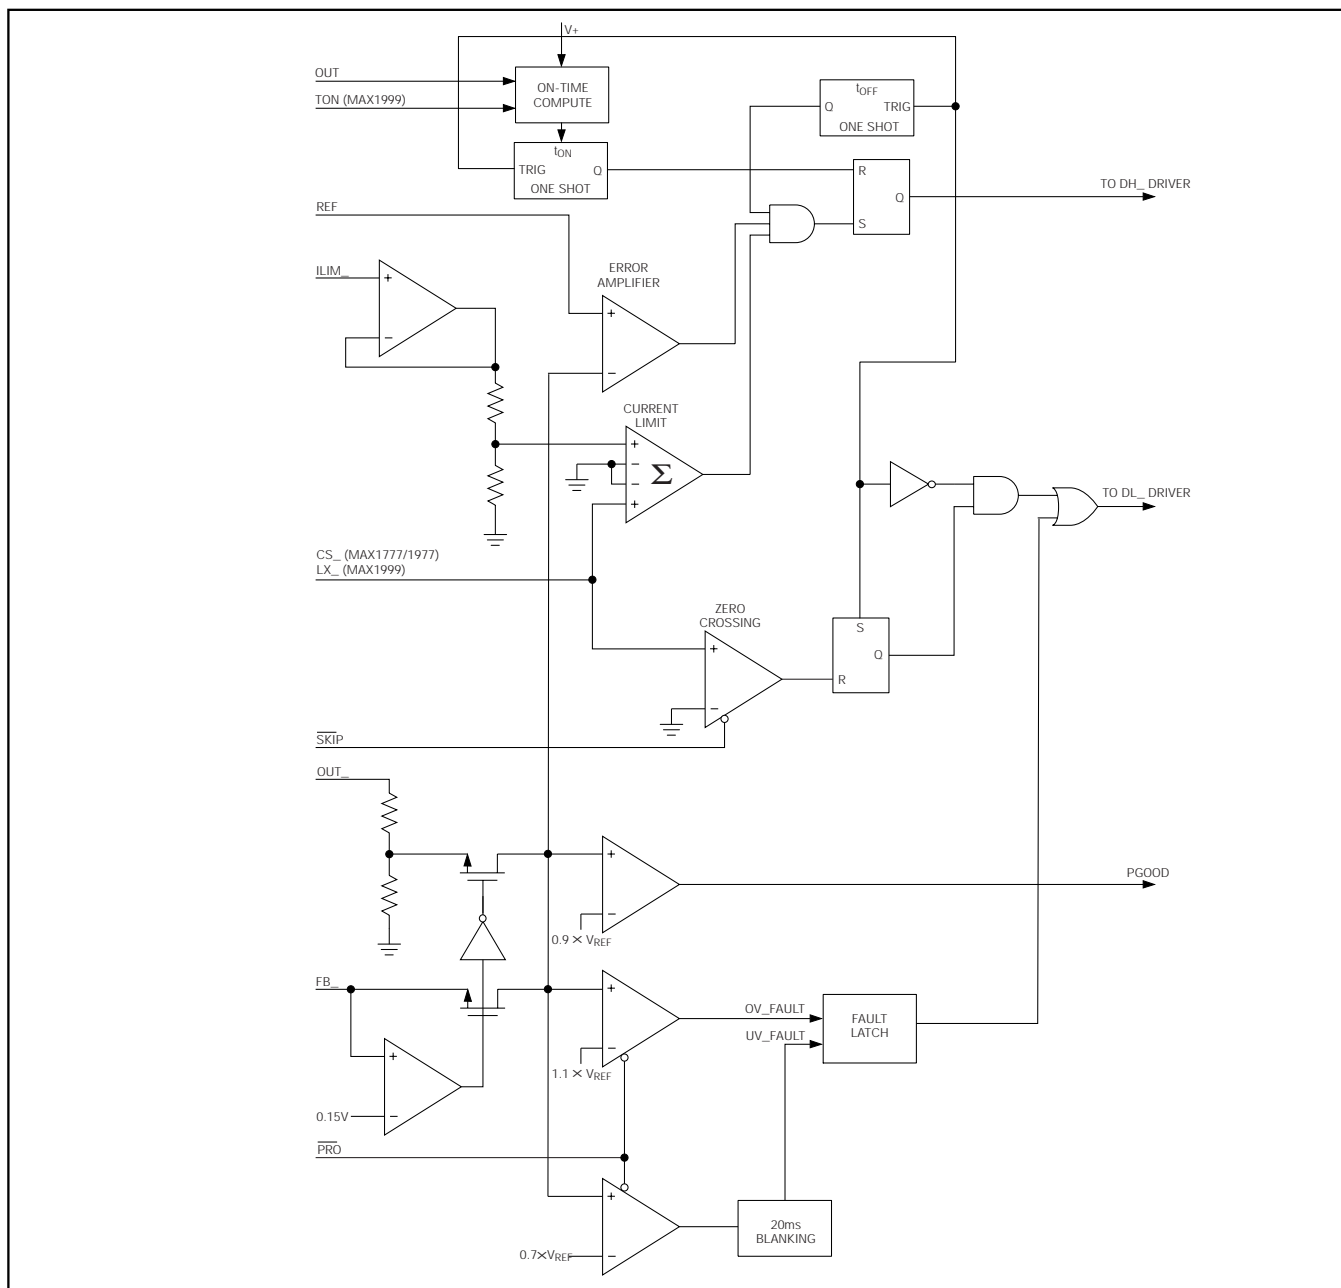 V+
OUT
TON (MAX1999)
ON-TIME
COMPUTE
tON
TRIG Q
ONE SHOT
tOFF
Q TRIG
ONE SHOT
R
Q
S
TO DH_ DRIVER
REF
ILIM_
+
−
ERROR
AMPLIFIER
+
−
CURRENT
LIMIT
+
−
−
+
Σ
TO DL_ DRIVER
CS_ (MAX1777/1977)
LX_ (MAX1999)
ZERO
CROSSING
+
−
S
Q
R
SKIP
OUT_
+
−
0.9 × VREF
PGOOD
FB_
+
−
1.1 × VREF
OV_FAULT
UV_FAULT
FAULT
LATCH
+
−
0.15V
PRO
+
−
0.7×VREF
20ms
BLANKING